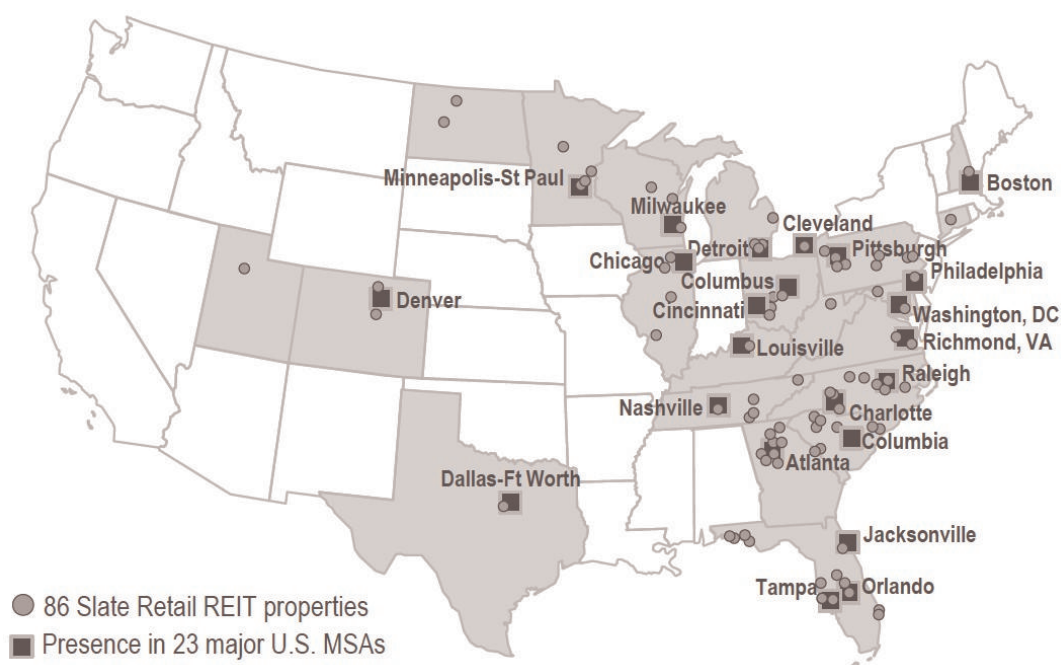 Minneapolis-St Paul
Boston
Milwaukee
Cleveland
Chicago
Detroit
Pittsburgh
Columbus
Philadelphia
Denver
Cincinnati
Washington, DC
Louisville
Richmond, VA
Raleigh
Nashville
Charlotte
Columbia
Atlanta
Dallas-Ft Worth
Jacksonville
Tampa
Orlando
86 Slate Retail REIT properties
Presence in 23 major U.S. MSAs